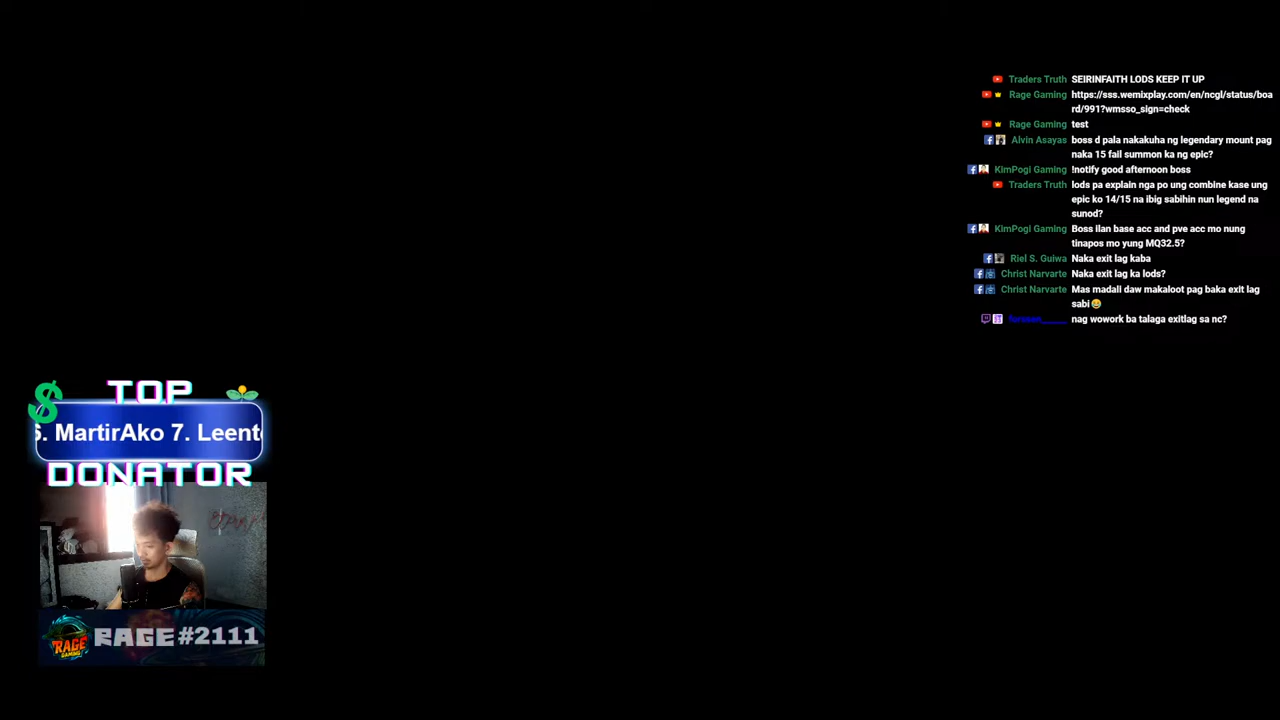 Traders Truth SEIRINFAITH LODS KEEP IT UP
Rage Gaming https://sss.wemixplay.com/en/ncgl/status/boa
rd/991?wmsso_sign=check
Rage Gaming test
Alvin Asayas boss d pala nakakuha ng legendary mount pag
naka 15 fail summon ka ng epic?
KimPogi Gaming !notify good afternoon boss
Traders Truth lods pa explain nga po ung combine kase ung
epic ko 14/15 na ibig sabihin nun legend na
sunod?
KimPogi Gaming Boss ilan base acc and pve acc mo nung
tinapos mo yung MQ32.5?
Riel S. Guiwa Naka exit lag kaba
Christ Narvarte Naka exit lag ka lods?
Christ Narvarte Mas madali daw makaloot pag baka exit lag
sabi😂
nag wowork ba talaga exitlag sa nc?
TOP
6. MartirAko 7. Leent
DONATOR
RAGE
GAMING
RAGE#2111